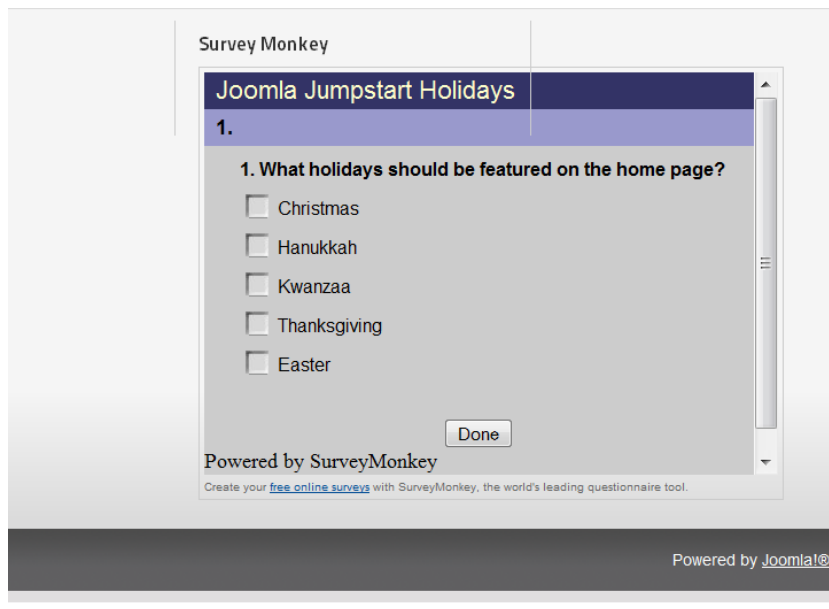 Survey Monkey
Joomla Jumpstart Holidays
1.
1. What holidays should be featured on the home page?
Christmas
Hanukkah
Kwanzaa
Thanksgiving
Easter
Done
Powered by SurveyMonkey
Create your free online surveys with SurveyMonkey, the world's leading questionnaire tool.
Powered by Joomla!®